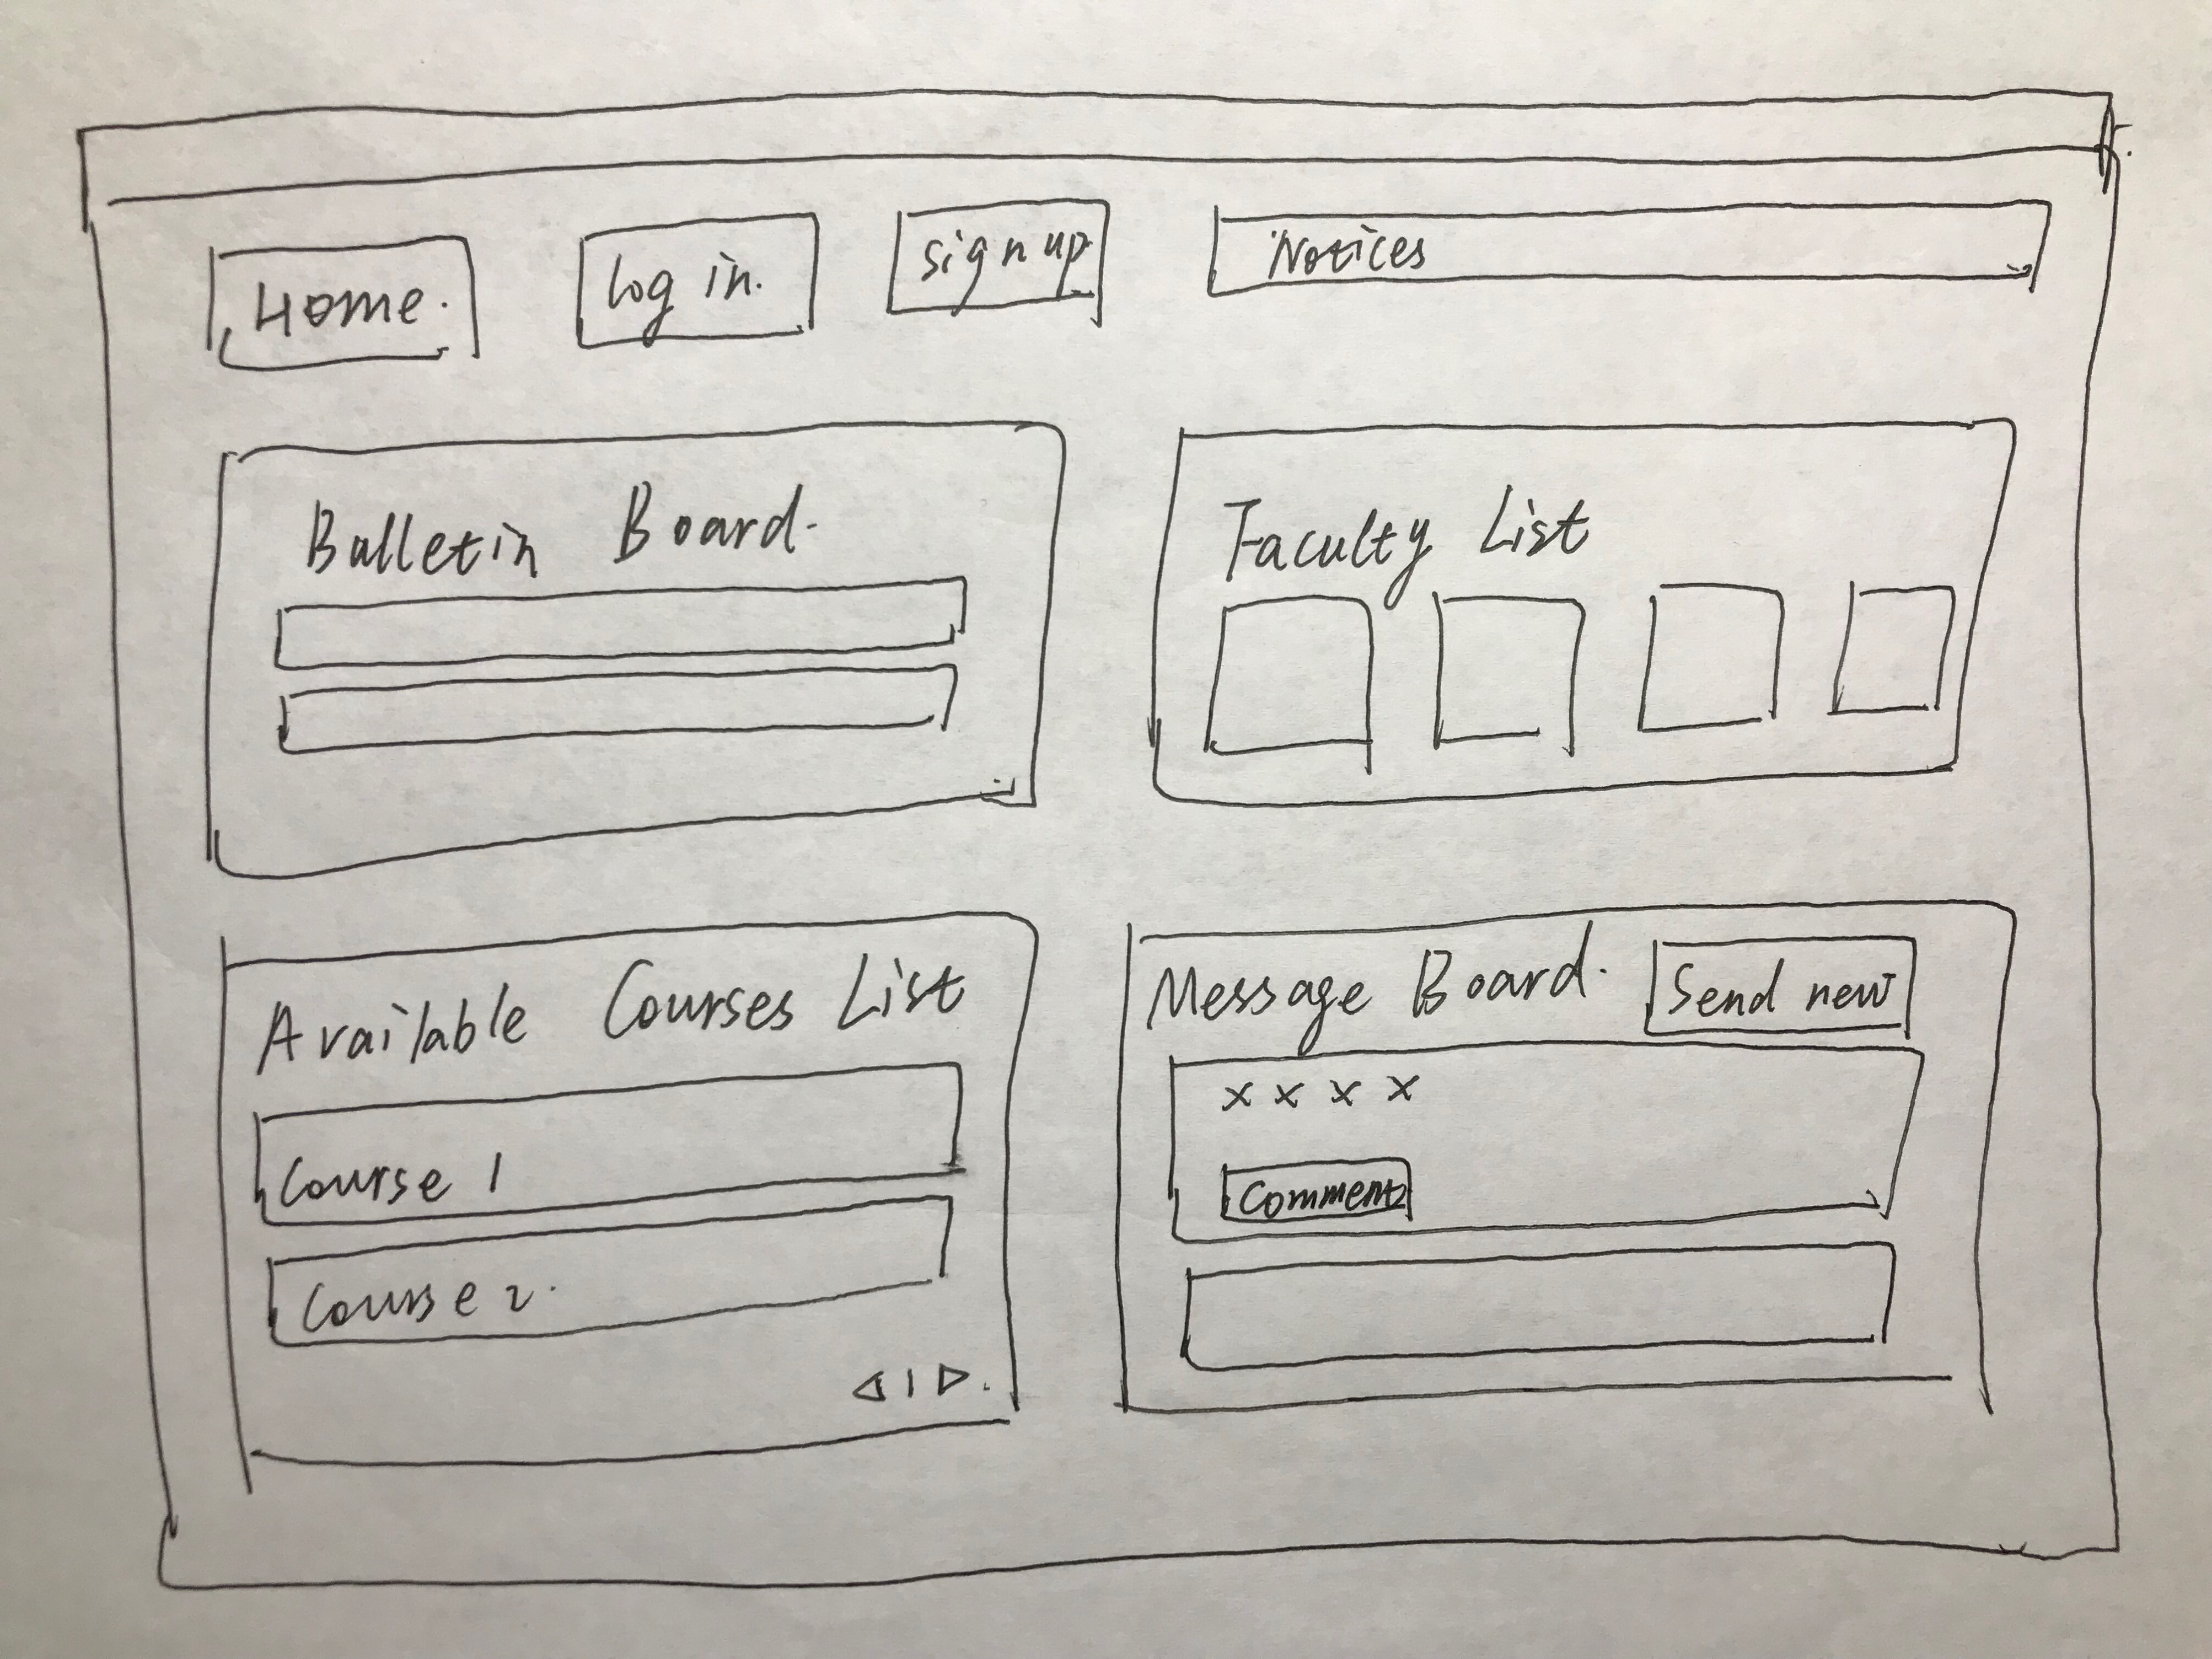 Home.
log in.
sign up
Notices
Bulletin Board.
Faculty List
Available Courses List
Course 1
Course 2.
◁ 1 ▷.
Message Board.
Send new
x x x x
Comment